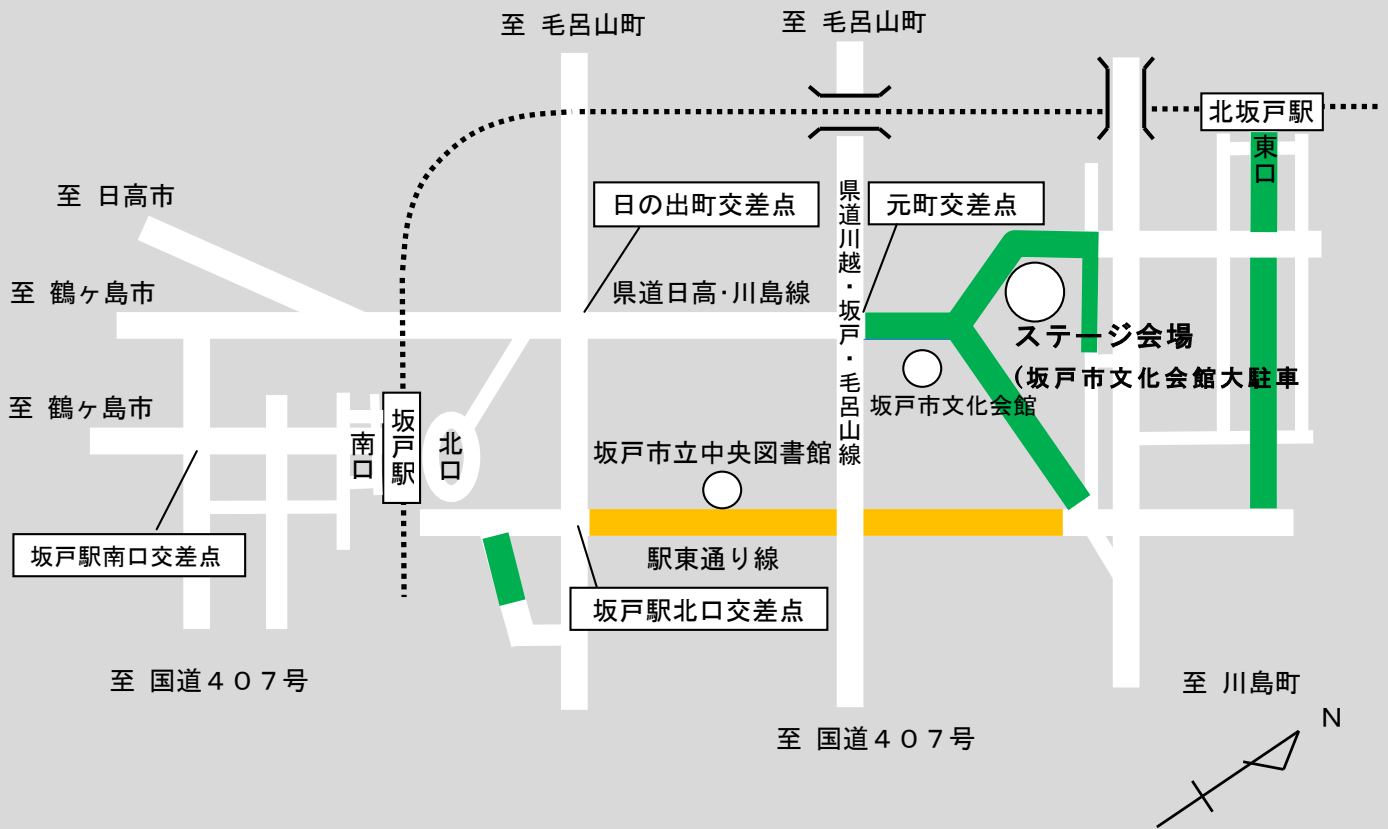 至 毛呂山町
至 毛呂山町
北坂戸駅
東口
至 日高市
日の出町交差点
元町交差点
県道川越・坂戸・毛呂山線
至 鶴ヶ島市
県道日高・川島線
ステージ会場
(坂戸市文化会館大駐車
坂戸市文化会館
至 鶴ヶ島市
南口
坂戸駅
北口
坂戸市立中央図書館
坂戸駅南口交差点
駅東通り線
坂戸駅北口交差点
至 国道４０７号
至 川島町
至 国道４０７号
N